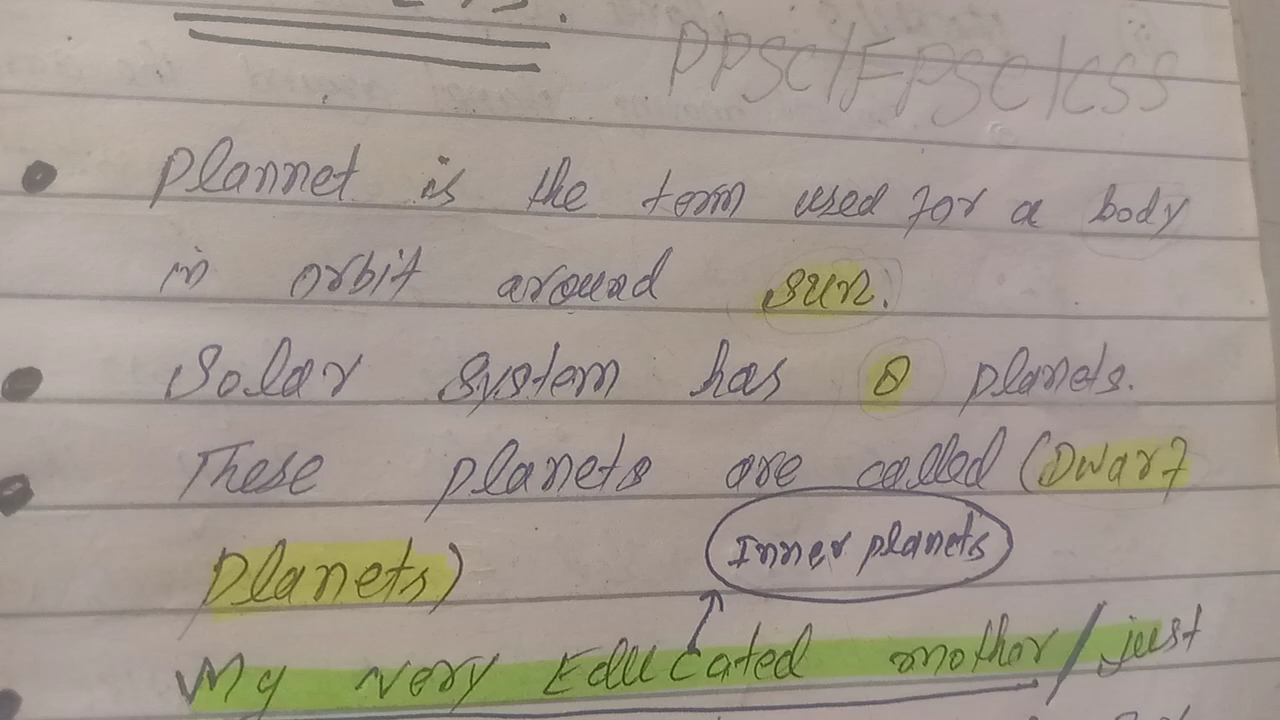 PPSC/FPSC/CSS
Plannet is the term used for a body
in orbit around sun.
Solar system has 8 planets.
These planets are called (Dwarf
Planets)
Inner planets
My very Educated mother/just